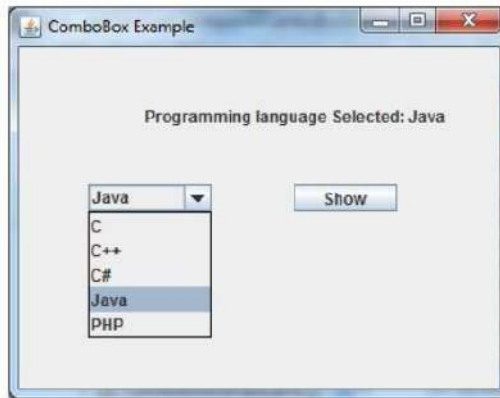 ComboBox Example
Programming language Selected: Java
Java
Show
C
C++
C#
Java
PHP